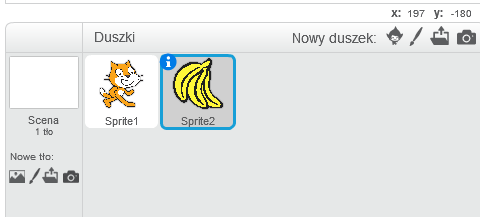 x: 197 y: -180
Duszki Nowy duszek:
Sprite1 Sprite2
Scena
1 tło
Nowe tło: